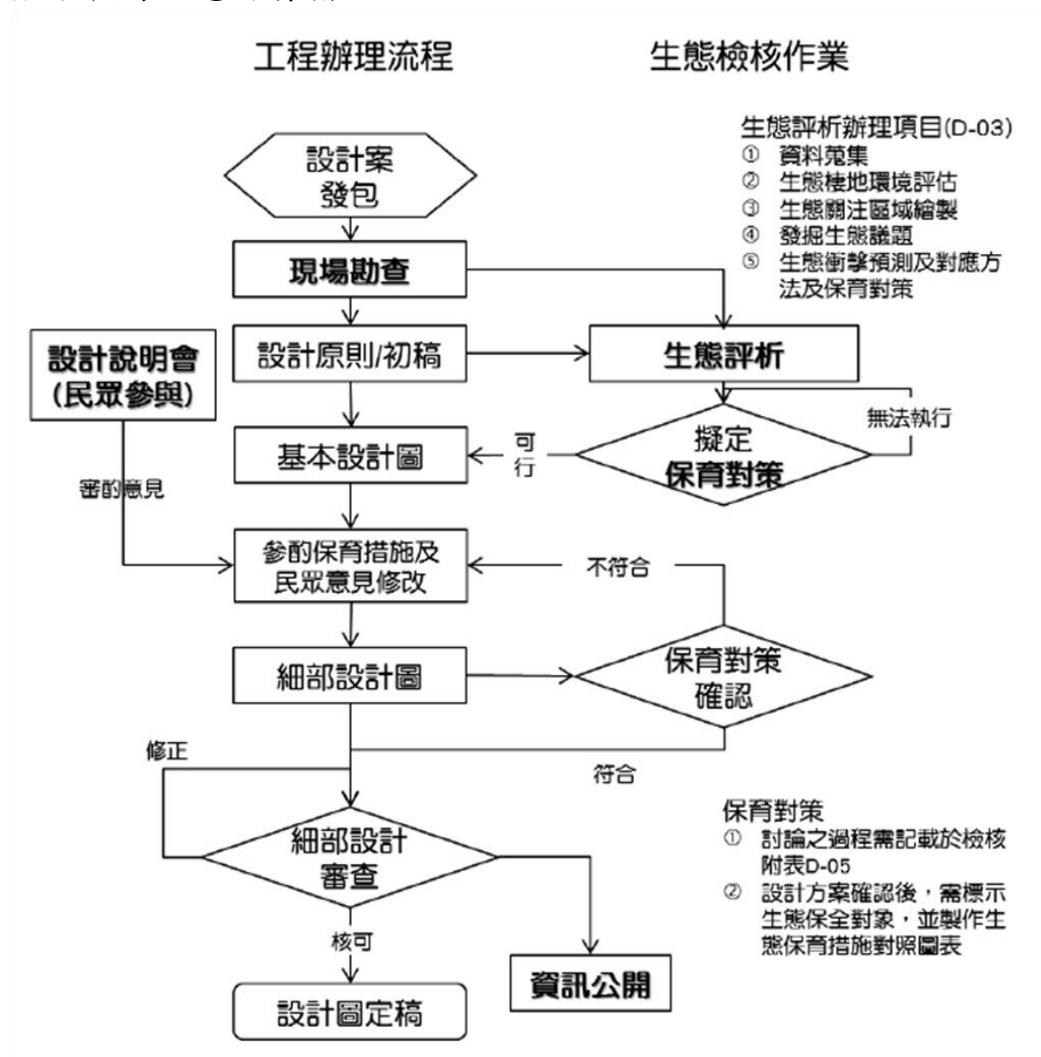 工程辦理流程
生態檢核作業
生態評析辦理項目(D-03)
① 資料蒐集
② 生態棲地環境評估
③ 生態關注區域繪製
④ 發掘生態議題
⑤ 生態衝擊預測及對應方
法及保育對策
設計案
發包
現場勘查
設計說明會
(民眾參與)
設計原則/初稿
生態評析
無法執行
擬定
保育對策
可
行
基本設計圖
審酌意見
參酌保育措施及
民眾意見修改
不符合
細部設計圖
保育對策
確認
修正
符合
細部設計
審查
保育對策
① 討論之過程需記載於檢核
附表D-05
② 設計方案確認後，需標示
生態保全對象，並製作生
態保育措施對照圖表
核可
資訊公開
設計圖定稿